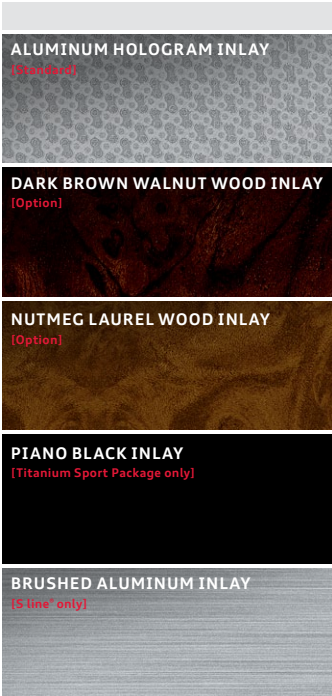 ALUMINUM HOLOGRAM INLAY
[Standard]
DARK BROWN WALNUT WOOD INLAY
[Option]
NUTMEG LAUREL WOOD INLAY
[Option]
PIANO BLACK INLAY
[Titanium Sport Package only]
BRUSHED ALUMINUM INLAY
[S line® only]